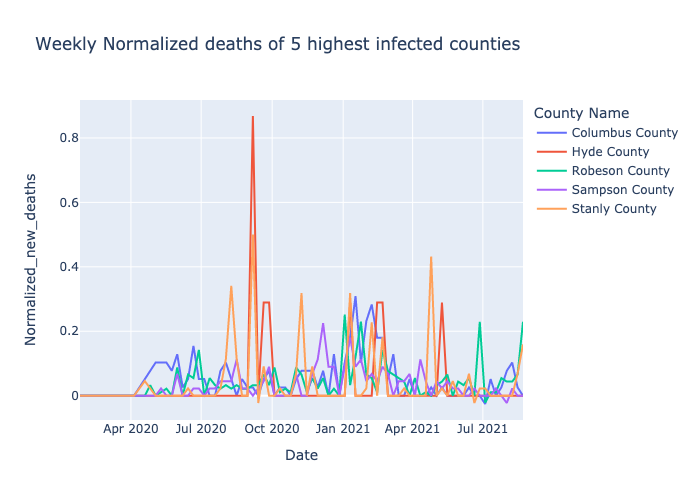 Weekly Normalized deaths of 5 highest infected counties
County Name
Columbus County
Hyde County
Robeson County
Sampson County
Stanly County
Normalized_new_deaths
0.8
0.6
0.4
0.2
0
Apr 2020
Jul 2020
Oct 2020
Jan 2021
Apr 2021
Jul 2021
Date